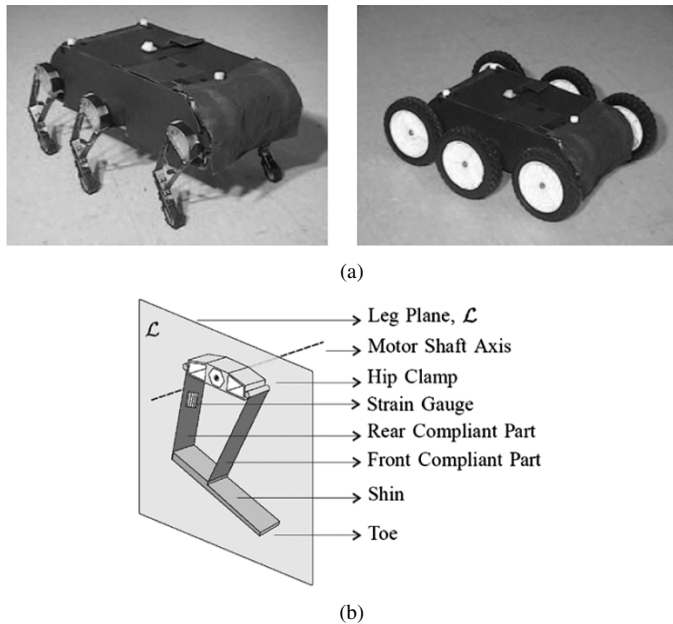 (a)
ℒ
Leg Plane, ℒ
Motor Shaft Axis
Hip Clamp
Strain Gauge
Rear Compliant Part
Front Compliant Part
Shin
Toe
(b)